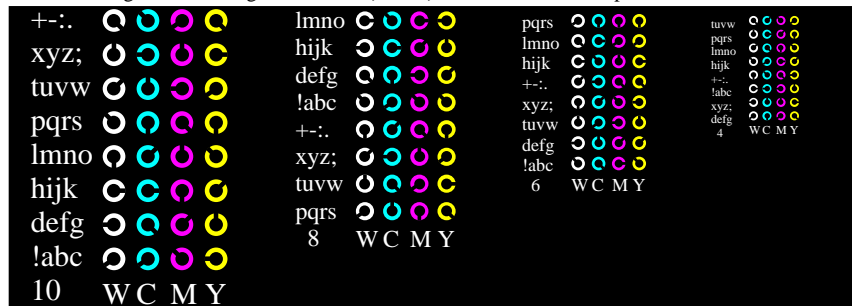 +-:.
xyz;
tuvw
pqrs
lmno
hijk
defg
!abc
10 W C M Y
lmno
hijk
defg
!abc
+-:.
xyz;
tuvw
pqrs
8 W C M Y
pqrs
lmno
hijk
+-:.
xyz;
tuvw
defg
!abc
6 W C M Y
tuvw
pqrs
lmno
hijk
+-:.
!abc
xyz;
defg
4 W C M Y